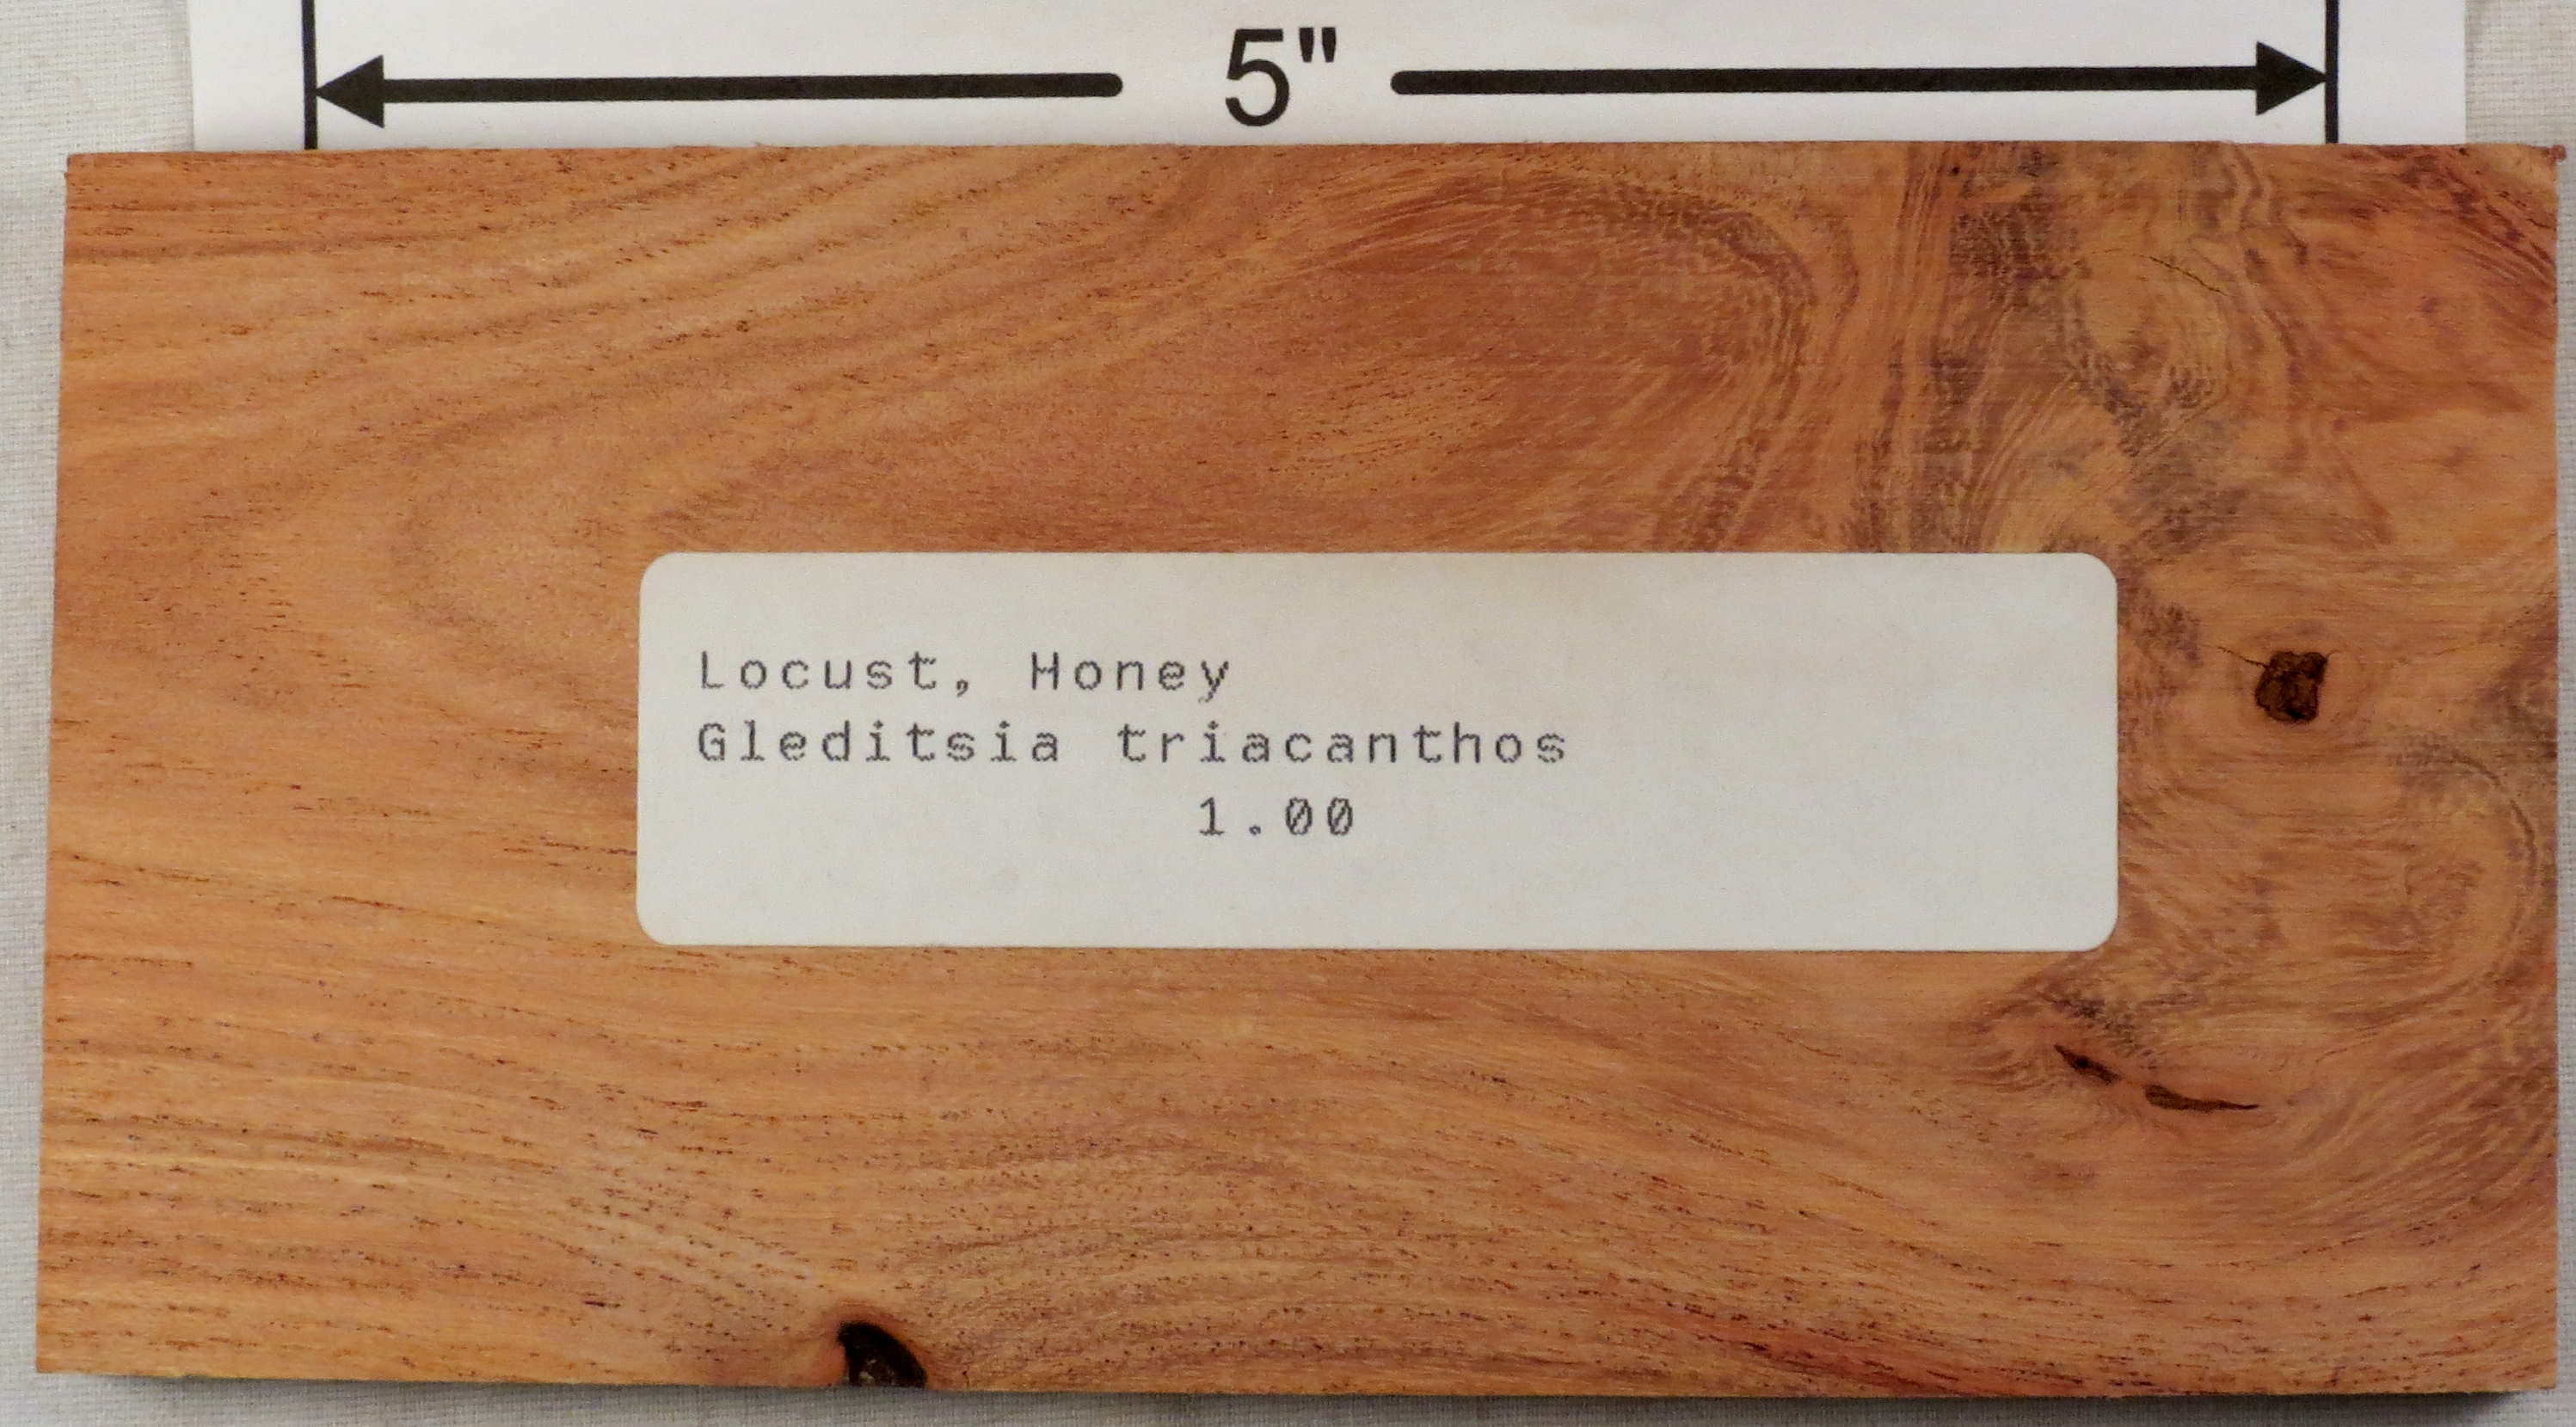 5"
Locust, Honey
Gleditsia triacanthos
1.00